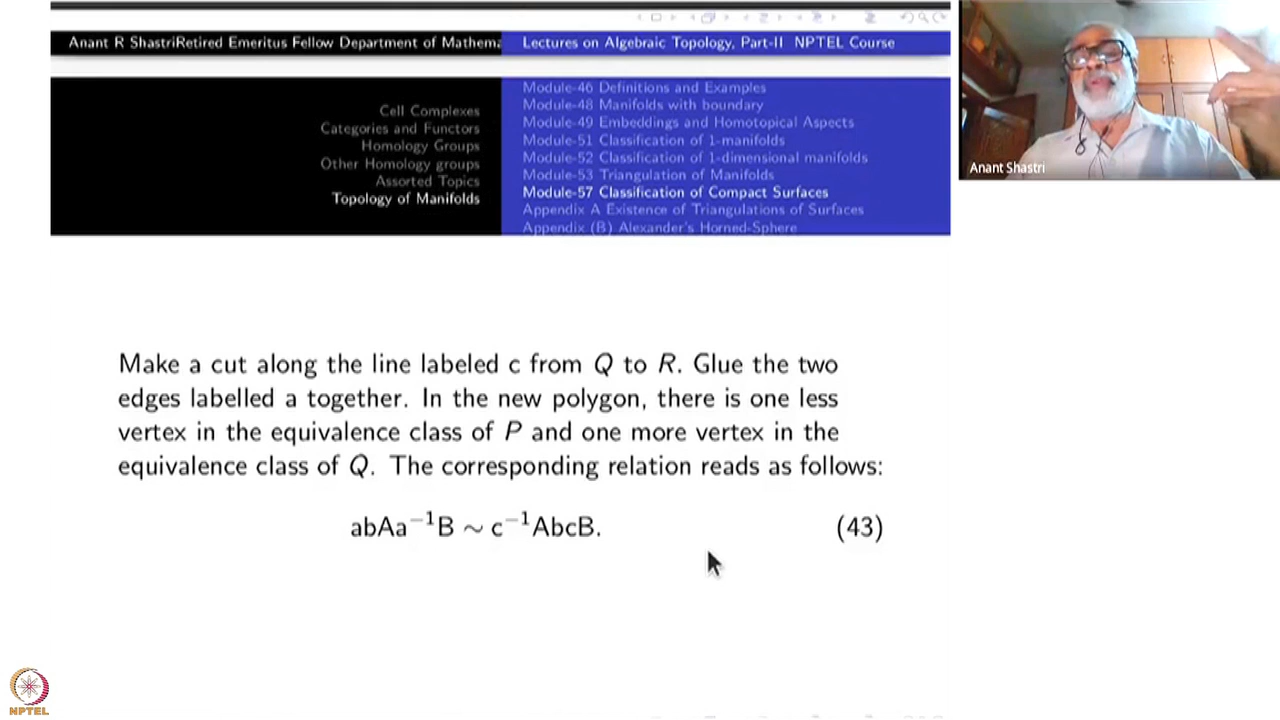 Anant R ShastriRetired Emeritus Fellow Department of Mathema
Lectures on Algebraic Topology, Part-II NPTEL Course
Cell Complexes
Categories and Functors
Homology Groups
Other Homology groups
Assorted Topics
Topology of Manifolds
Module-46 Definitions and Examples
Module-48 Manifolds with boundary
Module-49 Embeddings and Homotopical Aspects
Module-51 Classification of 1-manifolds
Module-52 Classification of 1-dimensional manifolds
Module-53 Triangulation of Manifolds
Module-57 Classification of Compact Surfaces
Appendix A Existence of Triangulations of Surfaces
Appendix (B) Alexander's Horned-Sphere
Anant Shastri
Make a cut along the line labeled c from Q to R. Glue the two
edges labelled a together. In the new polygon, there is one less
vertex in the equivalence class of P and one more vertex in the
equivalence class of Q. The corresponding relation reads as follows:
abAa⁻¹B ∼ c⁻¹AbcB. (43)
NPTEL